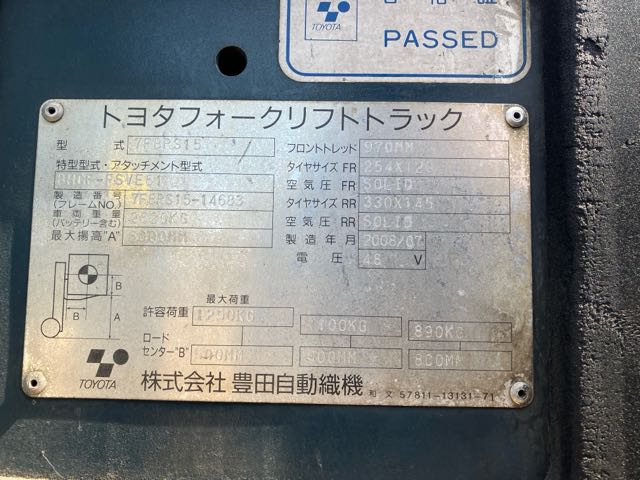 TOYOTA
PASSED
トヨタフォークリフトトラック
型 式 7FBRS15
フロントトレッド 970MM
特型型式・アタッチメント型式
タイヤサイズ FR
空気圧 FR SOLID
製造番号 (フレームNO.) 7FBRS15-14683
タイヤサイズ RR 330X145
車両重量 (バッテリー含む)
空気圧 RR SOLID
最大揚高"A"
製造年月 2008/07
電圧 48 V
B
B
A
最大荷重
許容荷重 1250KG 1100KG 890KG
ロード
センター"B" 800MM
TOYOTA
株式会社 豊田自動織機
和 文 57811-13131-71